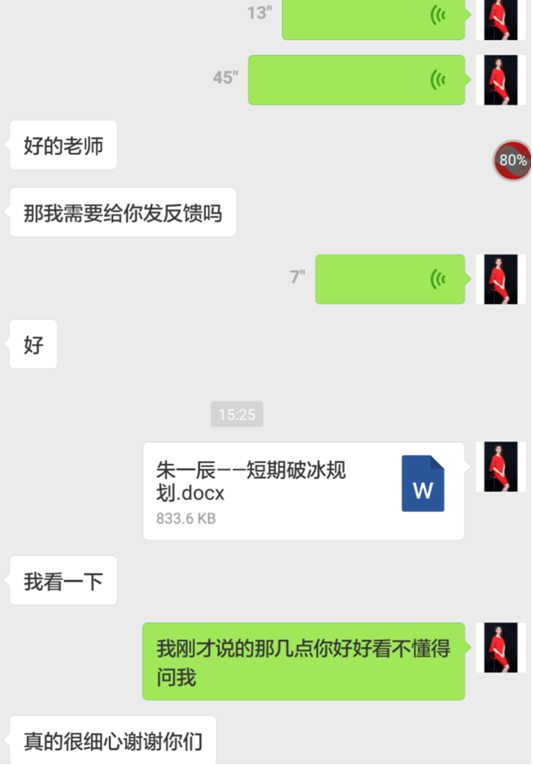 13"
45"
好的老师
80%
那我需要给你发反馈吗
7"
好
15:25
朱一辰——短期破冰规
划.docx
833.6 KB
W
我看一下
我刚才说的那几点你好好看不懂得
问我
真的很细心谢谢你们